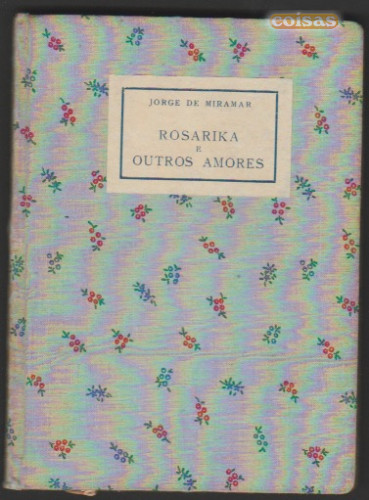 coisas
JORGE DE MIRAMAR
ROSARIKA
E
OUTROS AMORES